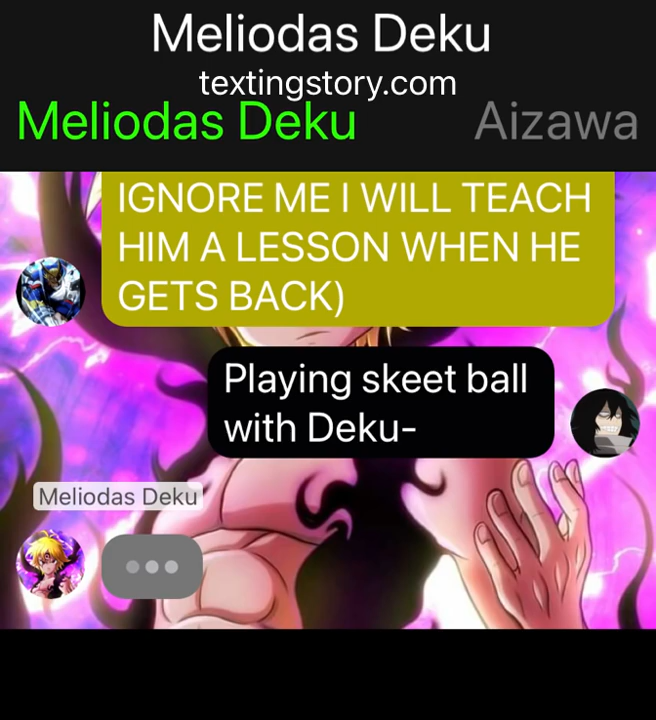 Meliodas Deku
textingstory.com
Meliodas Deku Aizawa
IGNORE ME I WILL TEACH
HIM A LESSON WHEN HE
GETS BACK)
Playing skeet ball
with Deku-
Meliodas Deku